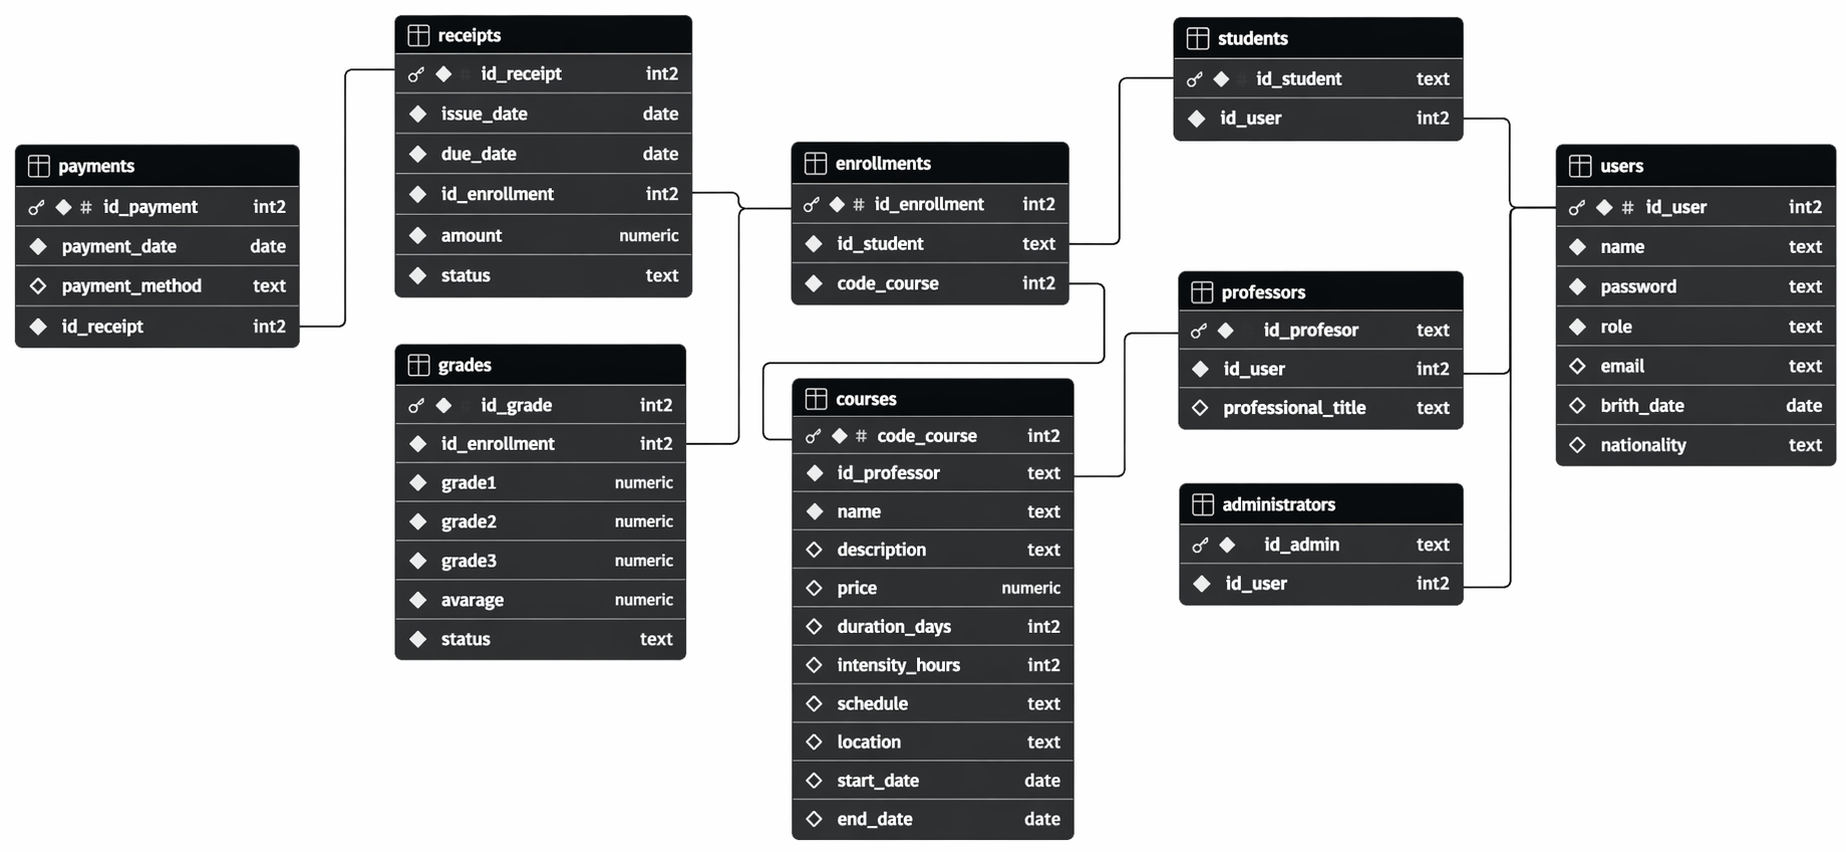 payments
# id_payment int2
payment_date date
payment_method text
id_receipt int2
receipts
# id_receipt int2
issue_date date
due_date date
id_enrollment int2
amount numeric
status text
grades
id_grade int2
id_enrollment int2
grade1 numeric
grade2 numeric
grade3 numeric
avarage numeric
status text
enrollments
# id_enrollment int2
id_student text
code_course int2
courses
# code_course int2
id_professor text
name text
description text
price numeric
duration_days int2
intensity_hours int2
schedule text
location text
start_date date
end_date date
students
id_student text
id_user int2
professors
id_profesor text
id_user int2
professional_title text
administrators
id_admin text
id_user int2
users
# id_user int2
name text
password text
role text
email text
brith_date date
nationality text